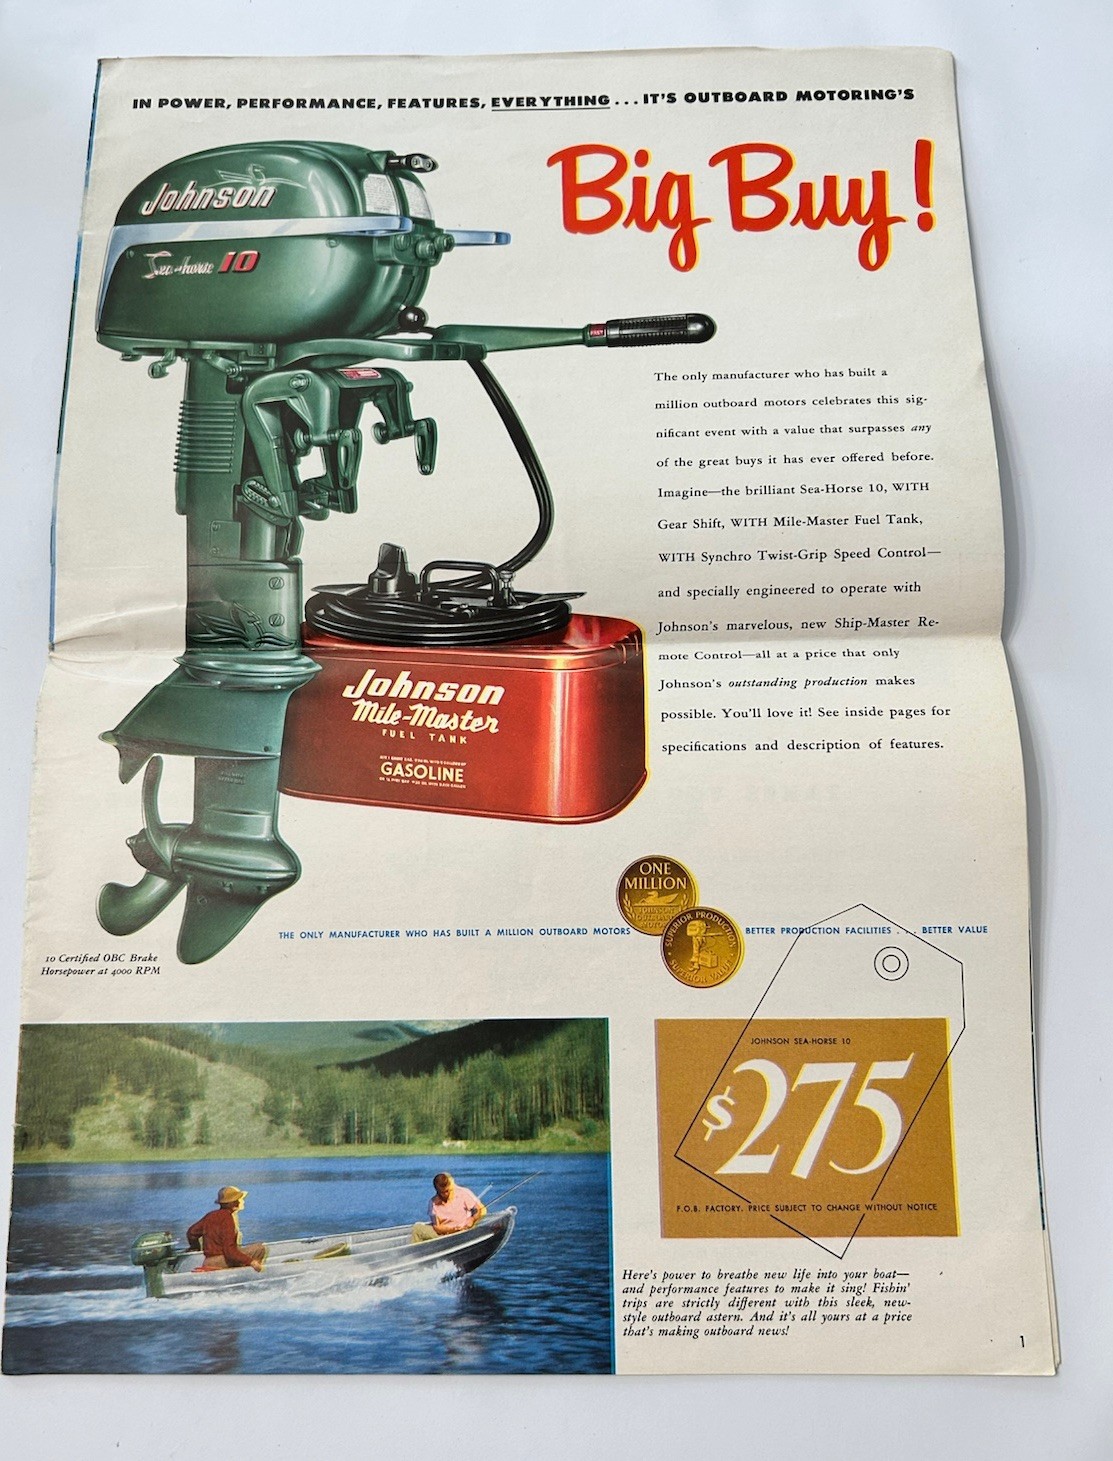 IN POWER, PERFORMANCE, FEATURES, EVERYTHING . . . IT'S OUTBOARD MOTORING'S
Big Buy!
Johnson
Sea-horse 10
The only manufacturer who has built a
million outboard motors celebrates this sig-
nificant event with a value that surpasses any
of the great buys it has ever offered before.
Imagine—the brilliant Sea-Horse 10, WITH
Gear Shift, WITH Mile-Master Fuel Tank,
WITH Synchro Twist-Grip Speed Control—
and specially engineered to operate with
Johnson's marvelous, new Ship-Master Re-
mote Control—all at a price that only
Johnson's outstanding production makes
possible. You'll love it! See inside pages for
specifications and description of features.
Johnson
Mile-Master
FUEL TANK
GASOLINE
ONE
MILLION
JOHNSON
SUPERIOR PRODUCTION
SUPERIOR VALUE
THE ONLY MANUFACTURER WHO HAS BUILT A MILLION OUTBOARD MOTORS
BETTER PRODUCTION FACILITIES . . . BETTER VALUE
10 Certified OBC Brake
Horsepower at 4000 RPM
JOHNSON SEA-HORSE 10
$275
F.O.B. FACTORY. PRICE SUBJECT TO CHANGE WITHOUT NOTICE
Here's power to breathe new life into your boat—
and performance features to make it sing! Fishin'
trips are strictly different with this sleek, new-
style outboard astern. And it's all yours at a price
that's making outboard news!
1